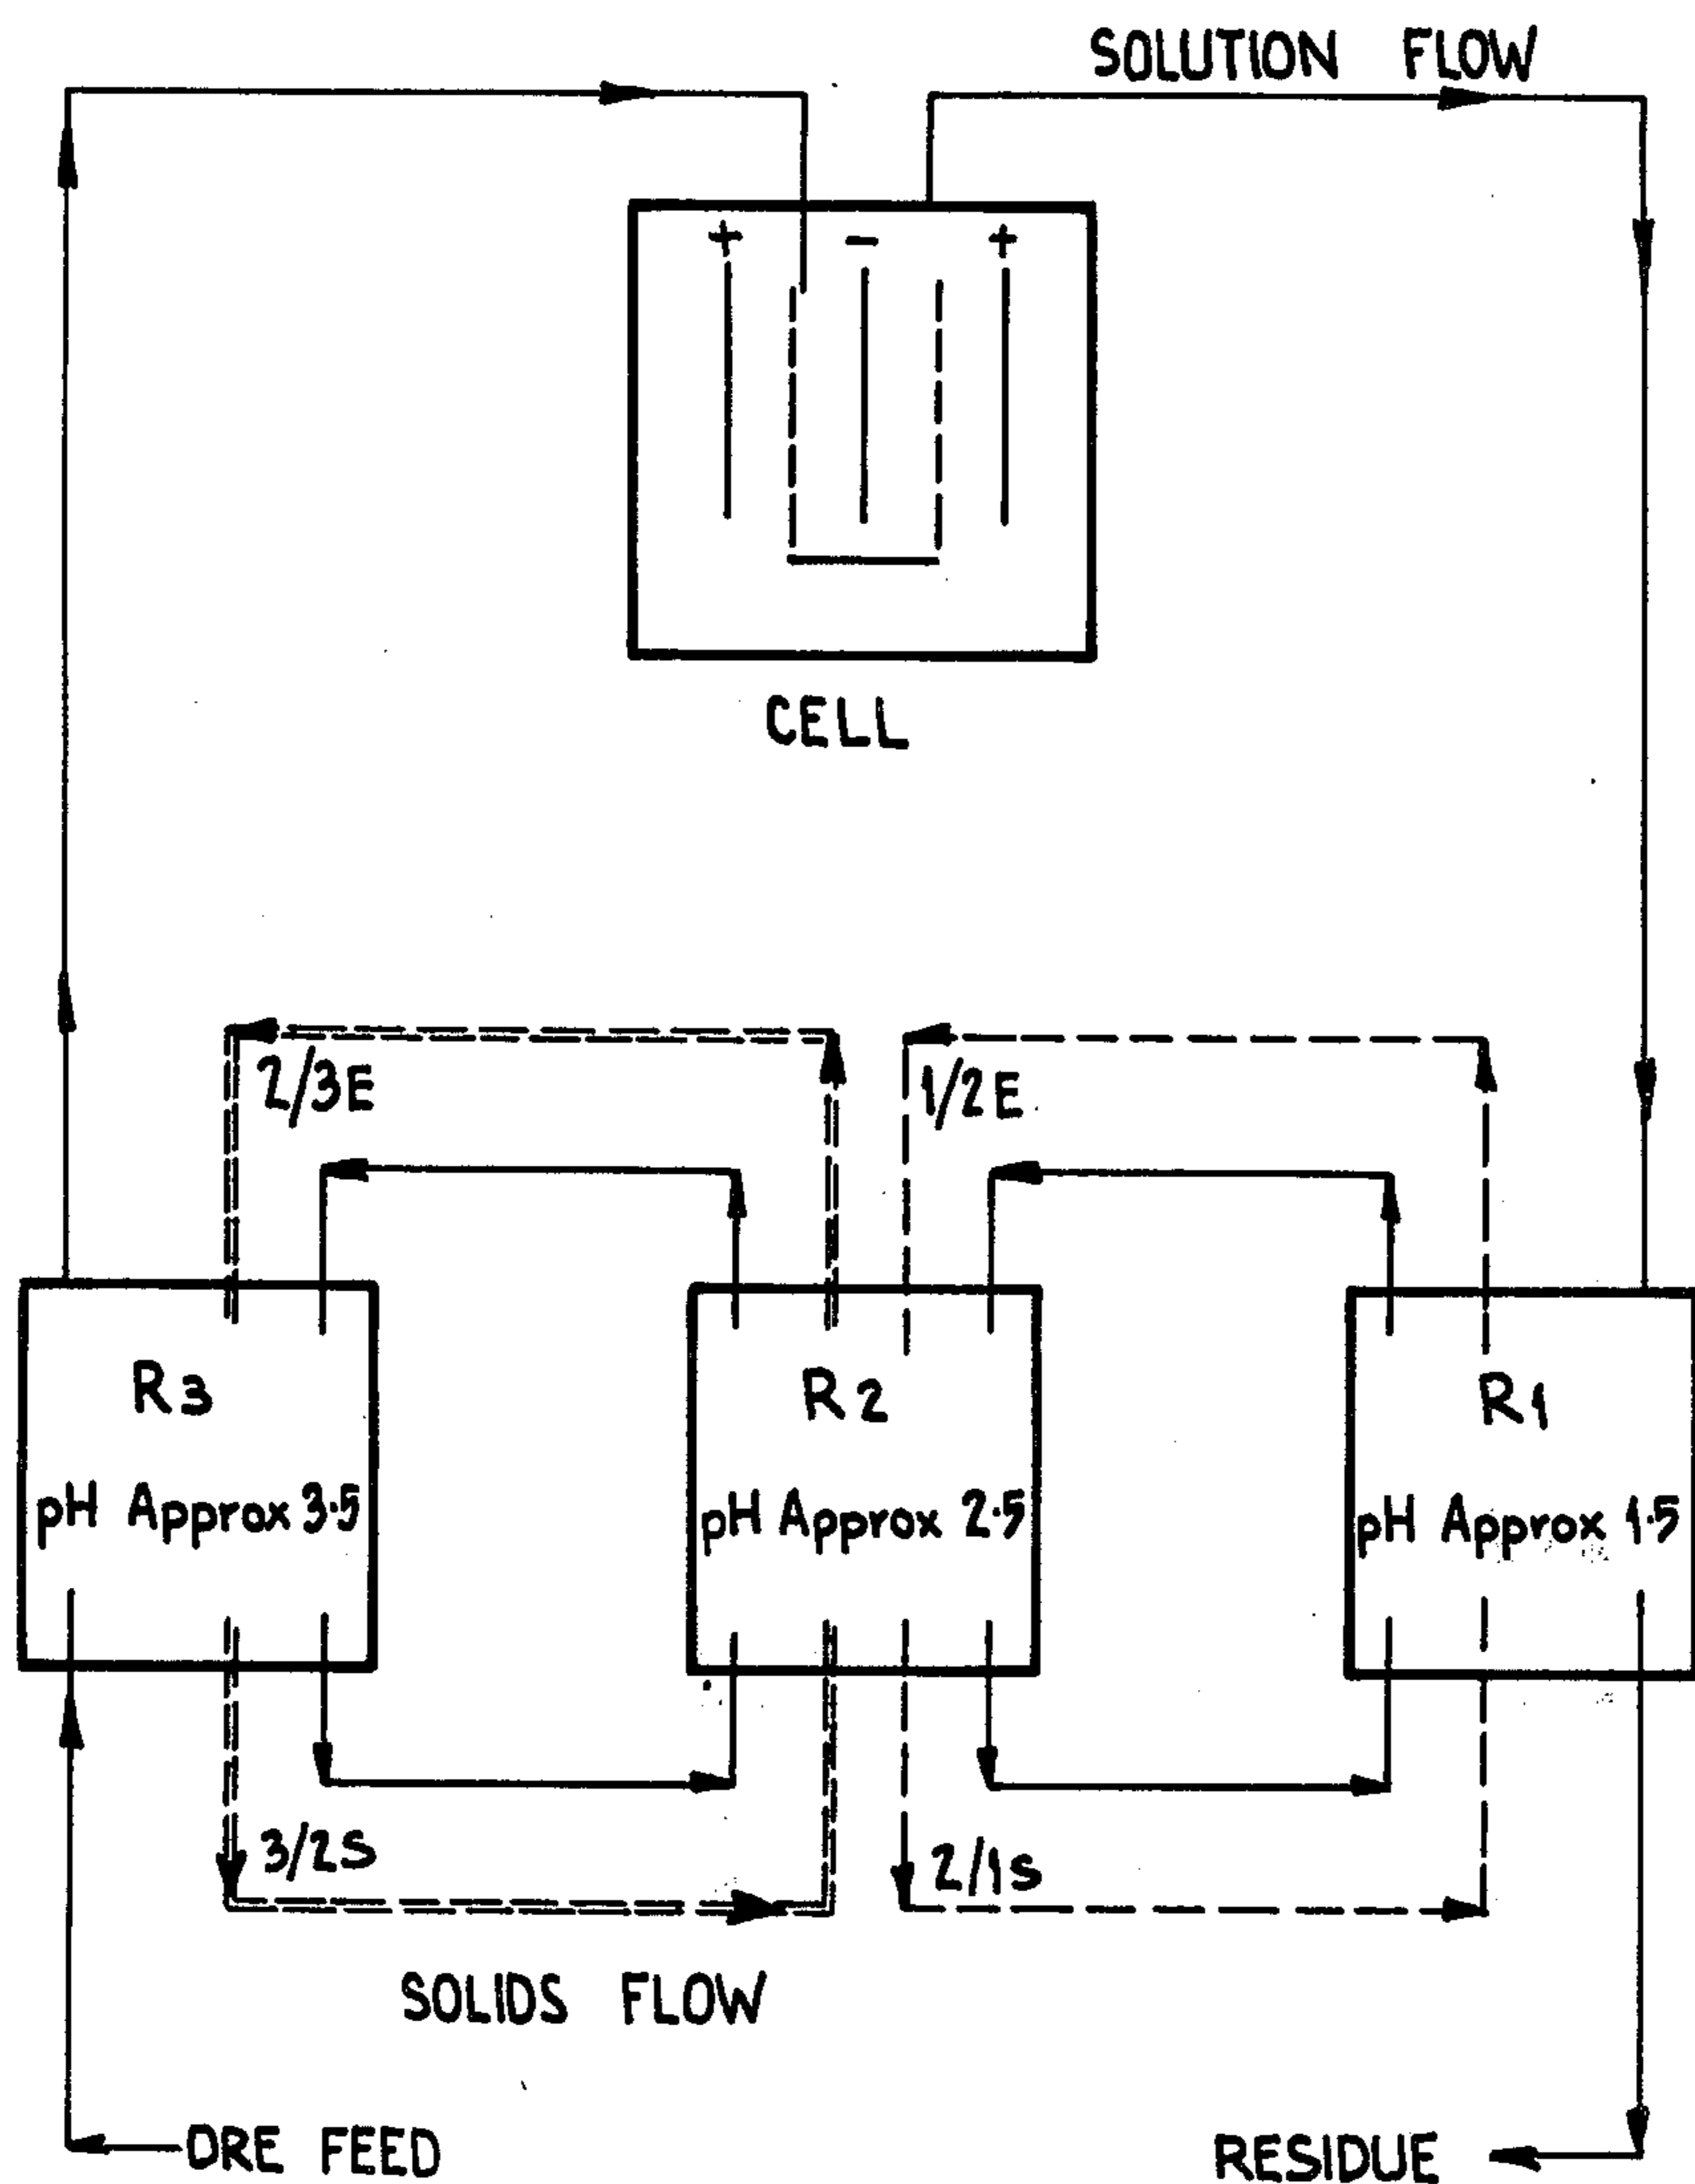 SOLUTION FLOW
+ - +
CELL
2/3E
1/2E
R3
pH Approx 3.5
R2
pH Approx 2.5
R1
pH Approx 1.5
3/2S
2/1S
SOLIDS FLOW
ORE FEED
RESIDUE